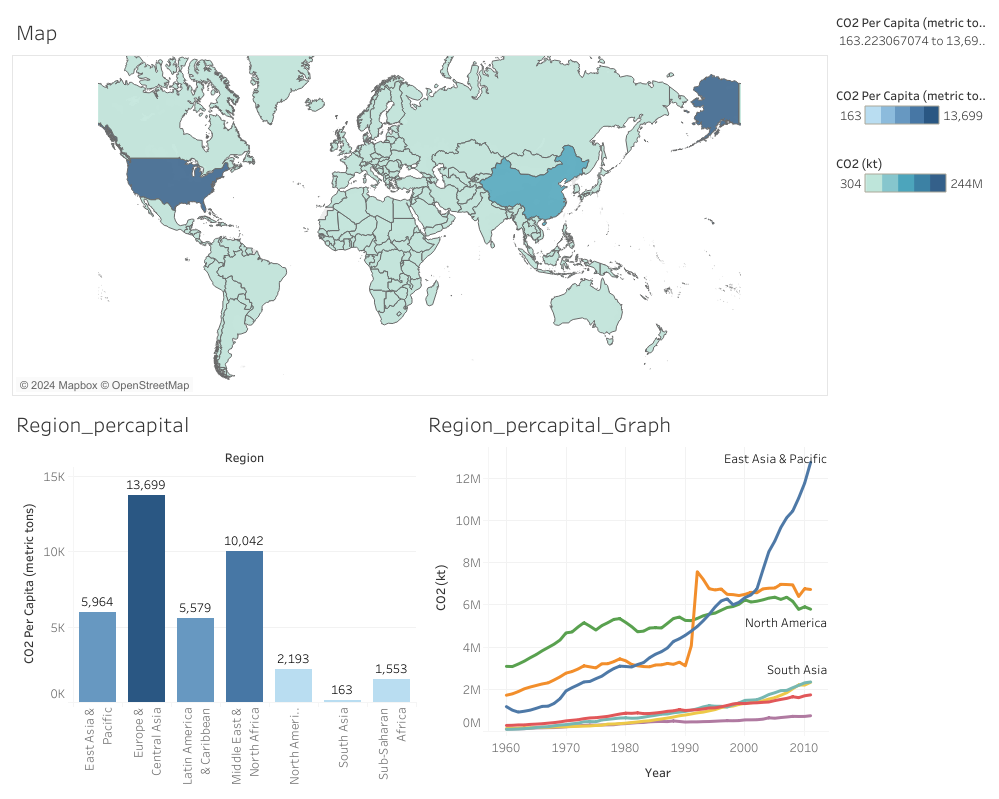 Map
CO2 Per Capita (metric to..
163.223067074 to 13,69..
CO2 Per Capita (metric to..
163
13,699
CO2 (kt)
304
244M
© 2024 Mapbox © OpenStreetMap
Region_percapital
Region
CO2 Per Capita (metric tons)
15K
10K
5K
0K
5,964
13,699
5,579
10,042
2,193
163
1,553
East Asia &
Pacific
Europe &
Central Asia
Latin America
& Caribbean
Middle East &
North Africa
North Ameri..
South Asia
Sub-Saharan
Africa
Region_percapital_Graph
CO2 (kt)
12M
10M
8M
6M
4M
2M
0M
East Asia & Pacific
North America
South Asia
1960
1970
1980
1990
2000
2010
Year